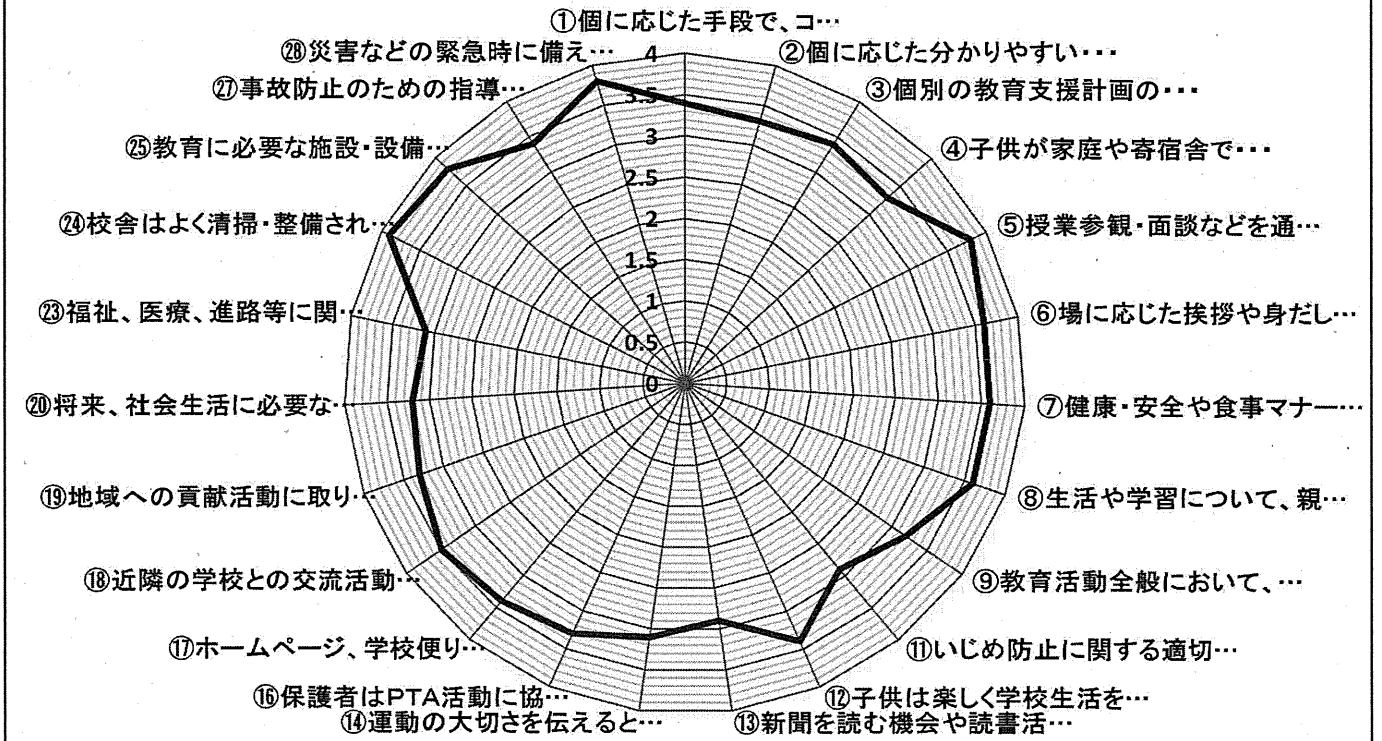 ①個に応じた手段で、コ…
②個に応じた分かりやすい・・・
③個別の教育支援計画の・・・
④子供が家庭や寄宿舎で・・・
⑤授業参観・面談などを通…
⑥場に応じた挨拶や身だし…
⑦健康・安全や食事マナー…
⑧生活や学習について、親…
⑨教育活動全般において、…
⑪いじめ防止に関する適切…
⑫子供は楽しく学校生活を…
⑬新聞を読む機会や読書活…
⑭運動の大切さを伝えると…
⑯保護者はPTA活動に協…
⑰ホームページ、学校便り…
⑱近隣の学校との交流活動…
⑲地域への貢献活動に取り…
⑳将来、社会生活に必要な…
㉓福祉、医療、進路等に関…
㉔校舎はよく清掃・整備され…
㉕教育に必要な施設・設備…
㉗事故防止のための指導…
㉘災害などの緊急時に備え…
4
3.5
3
2.5
2
1.5
1
0.5
0